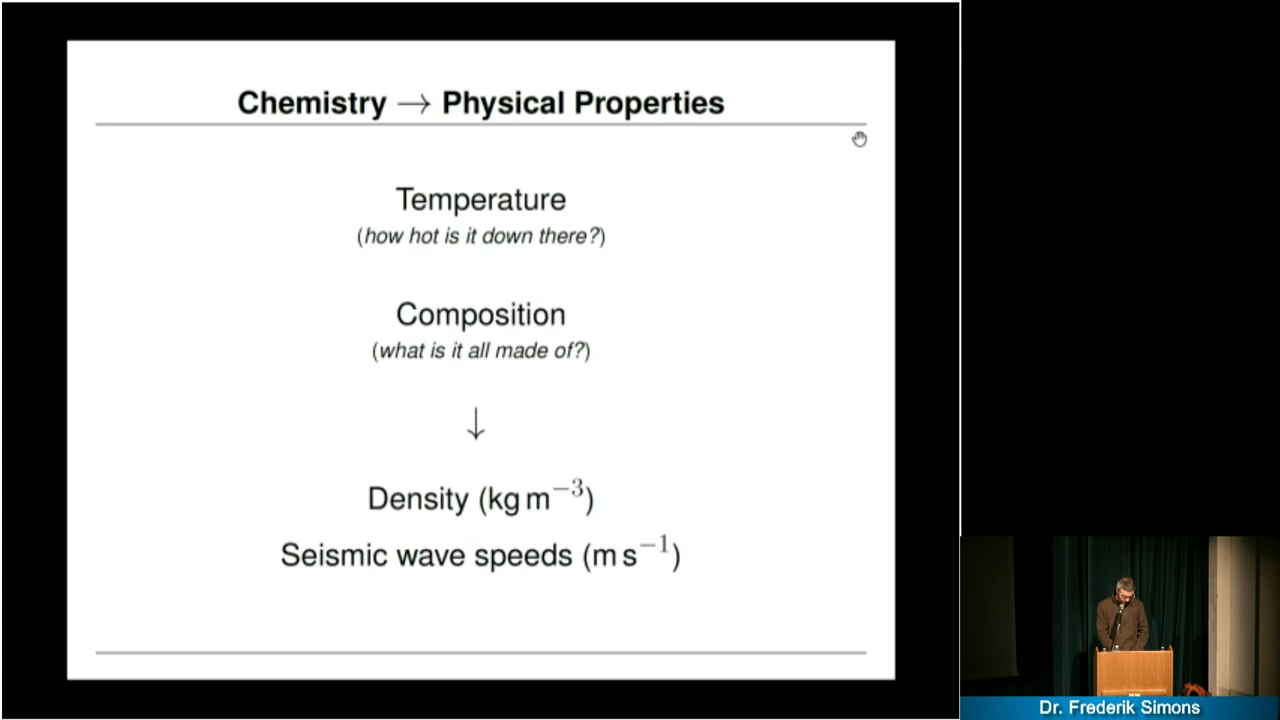 Chemistry → Physical Properties
Temperature
(how hot is it down there?)
Composition
(what is it all made of?)
↓
Density (kg m⁻³)
Seismic wave speeds (m s⁻¹)
Dr. Frederik Simons